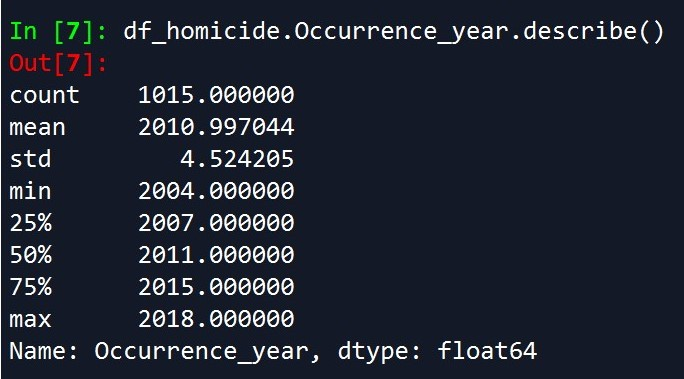 In [7]: df_homicide.Occurrence_year.describe()
Out[7]:
count 1015.000000
mean 2010.997044
std 4.524205
min 2004.000000
25% 2007.000000
50% 2011.000000
75% 2015.000000
max 2018.000000
Name: Occurrence_year, dtype: float64